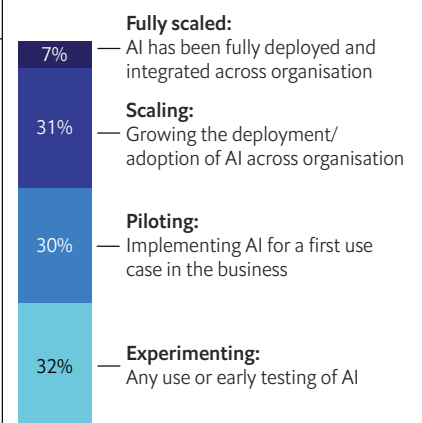 Fully scaled:
7%
AI has been fully deployed and
integrated across organisation
Scaling:
31%
Growing the deployment/
adoption of AI across organisation
Piloting:
30%
Implementing AI for a first use
case in the business
Experimenting:
32%
Any use or early testing of AI